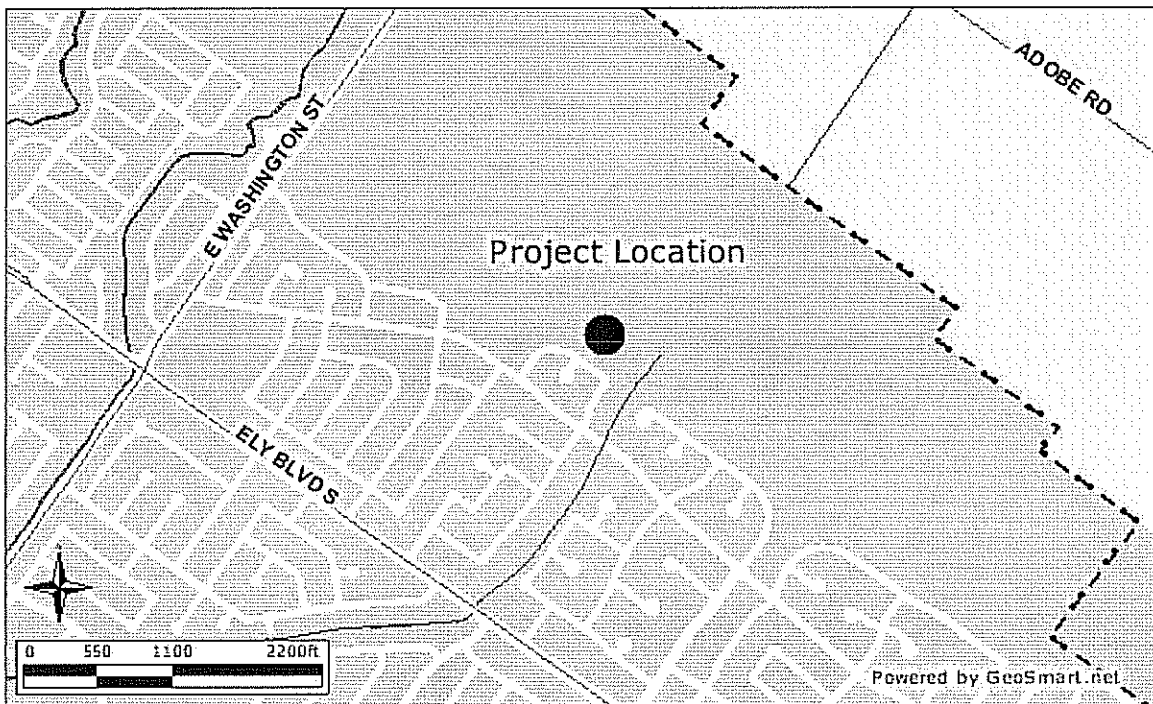 ADOBE RD
E WASHINGTON ST
Project Location
ELY BLVD S
0 550 1100 2200ft
Powered by GeoSmart.net